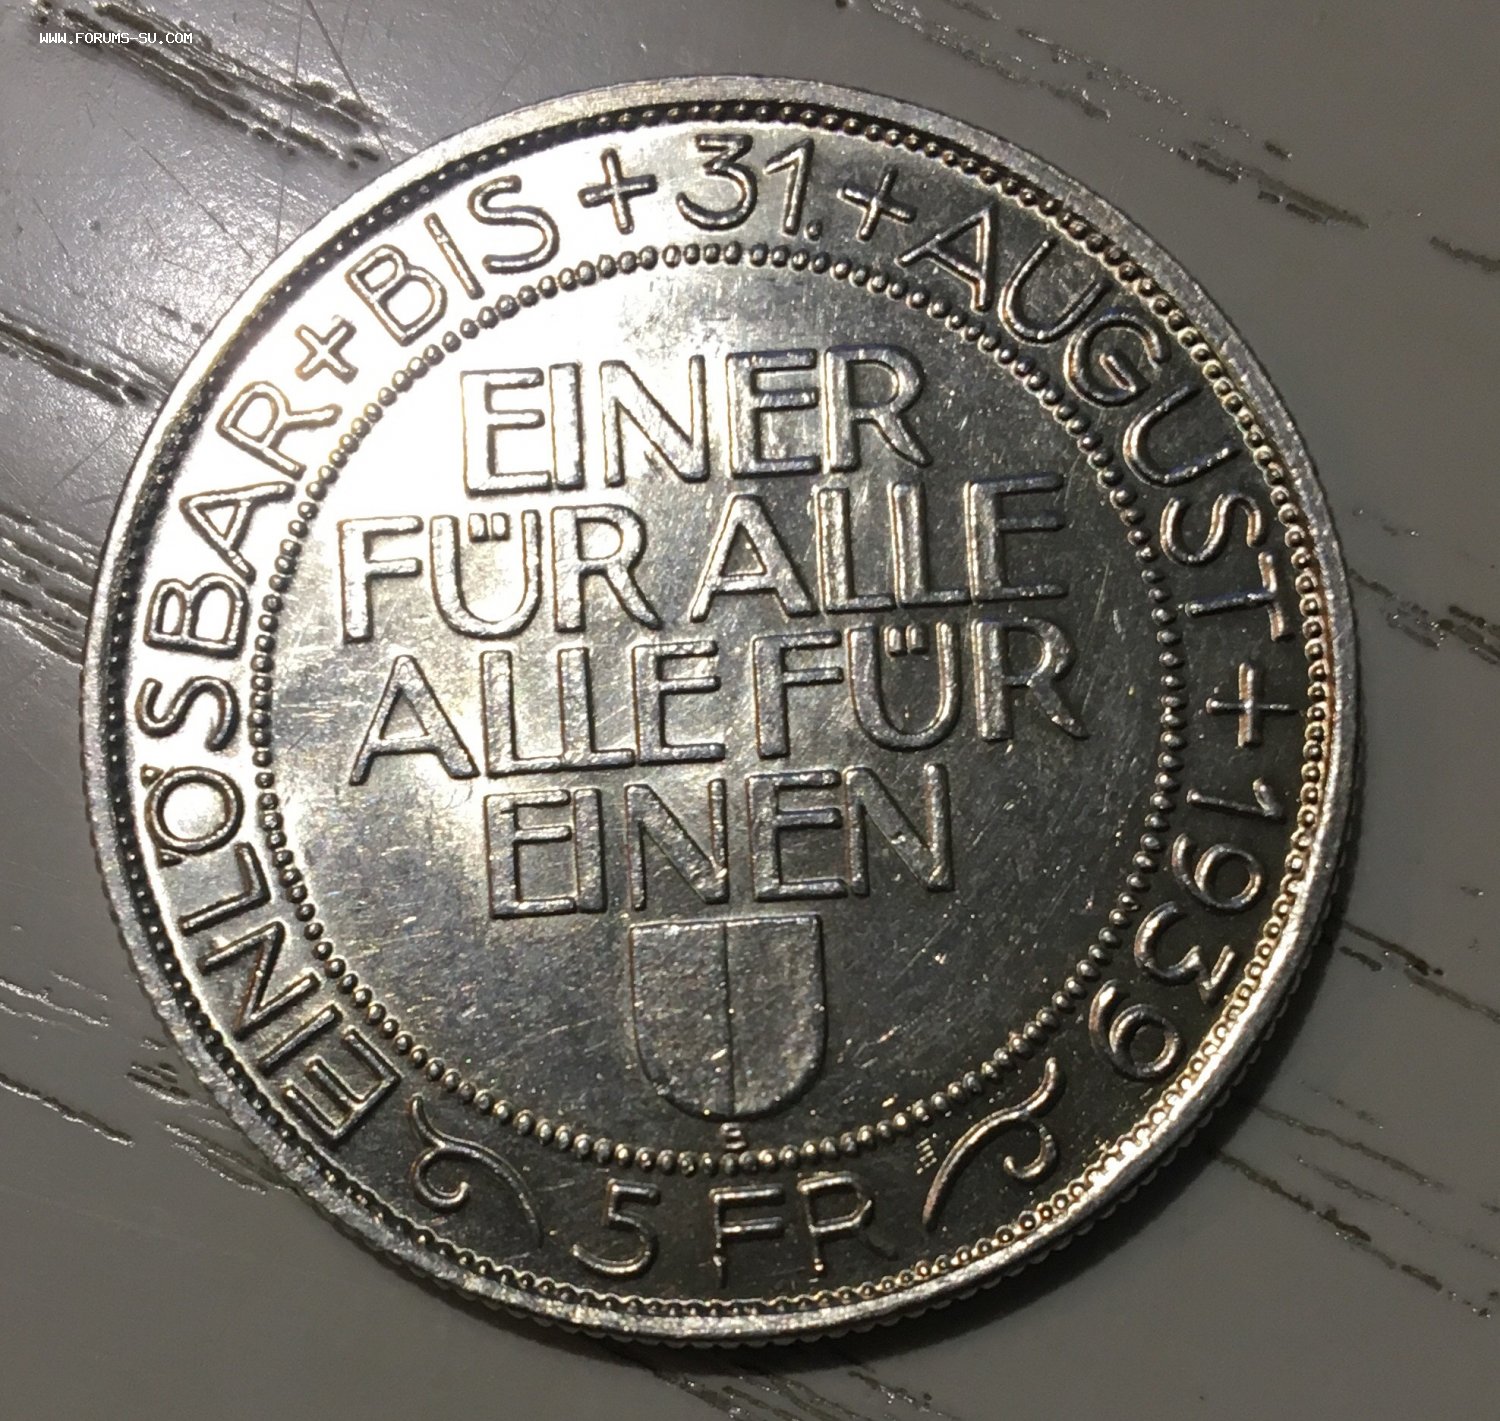 WWW.FORUMS-SU.COM
EINLÖSBAR + BIS + 31. + AUGUST + 1939
EINER
FÜR ALLE
ALLE FÜR
EINEN
5 FR